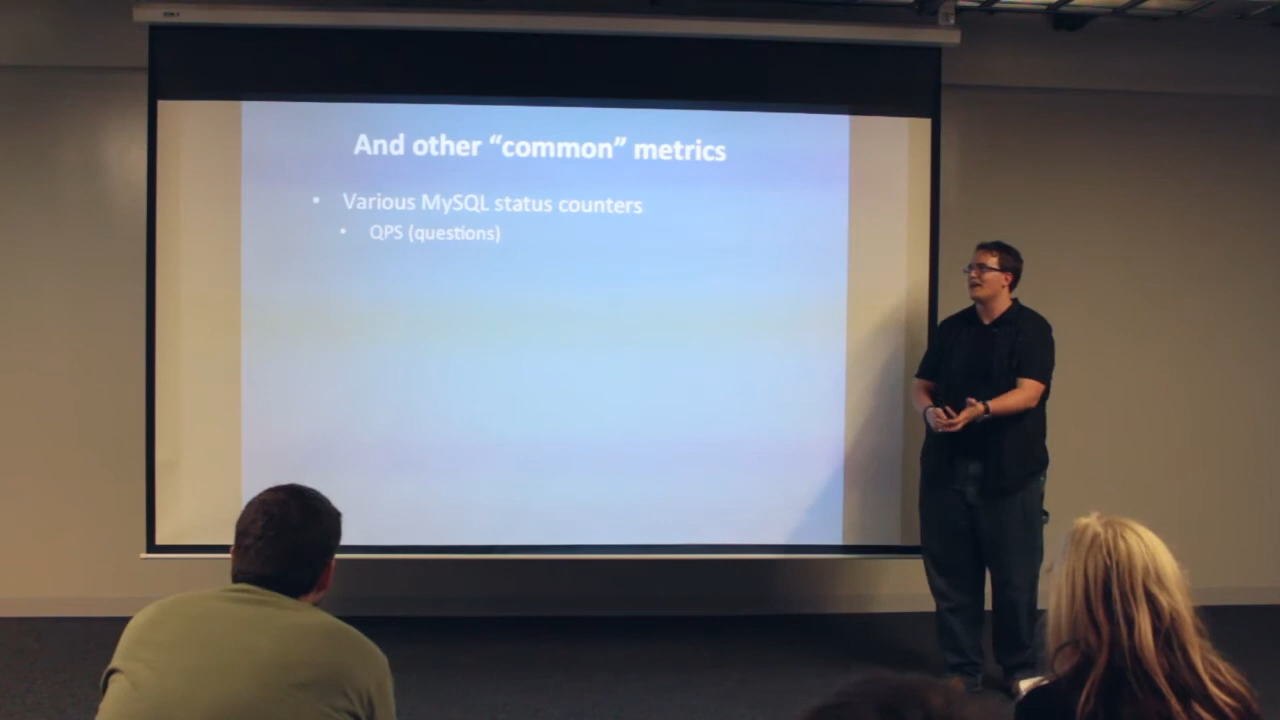 And other “common” metrics
• Various MySQL status counters
• QPS (questions)